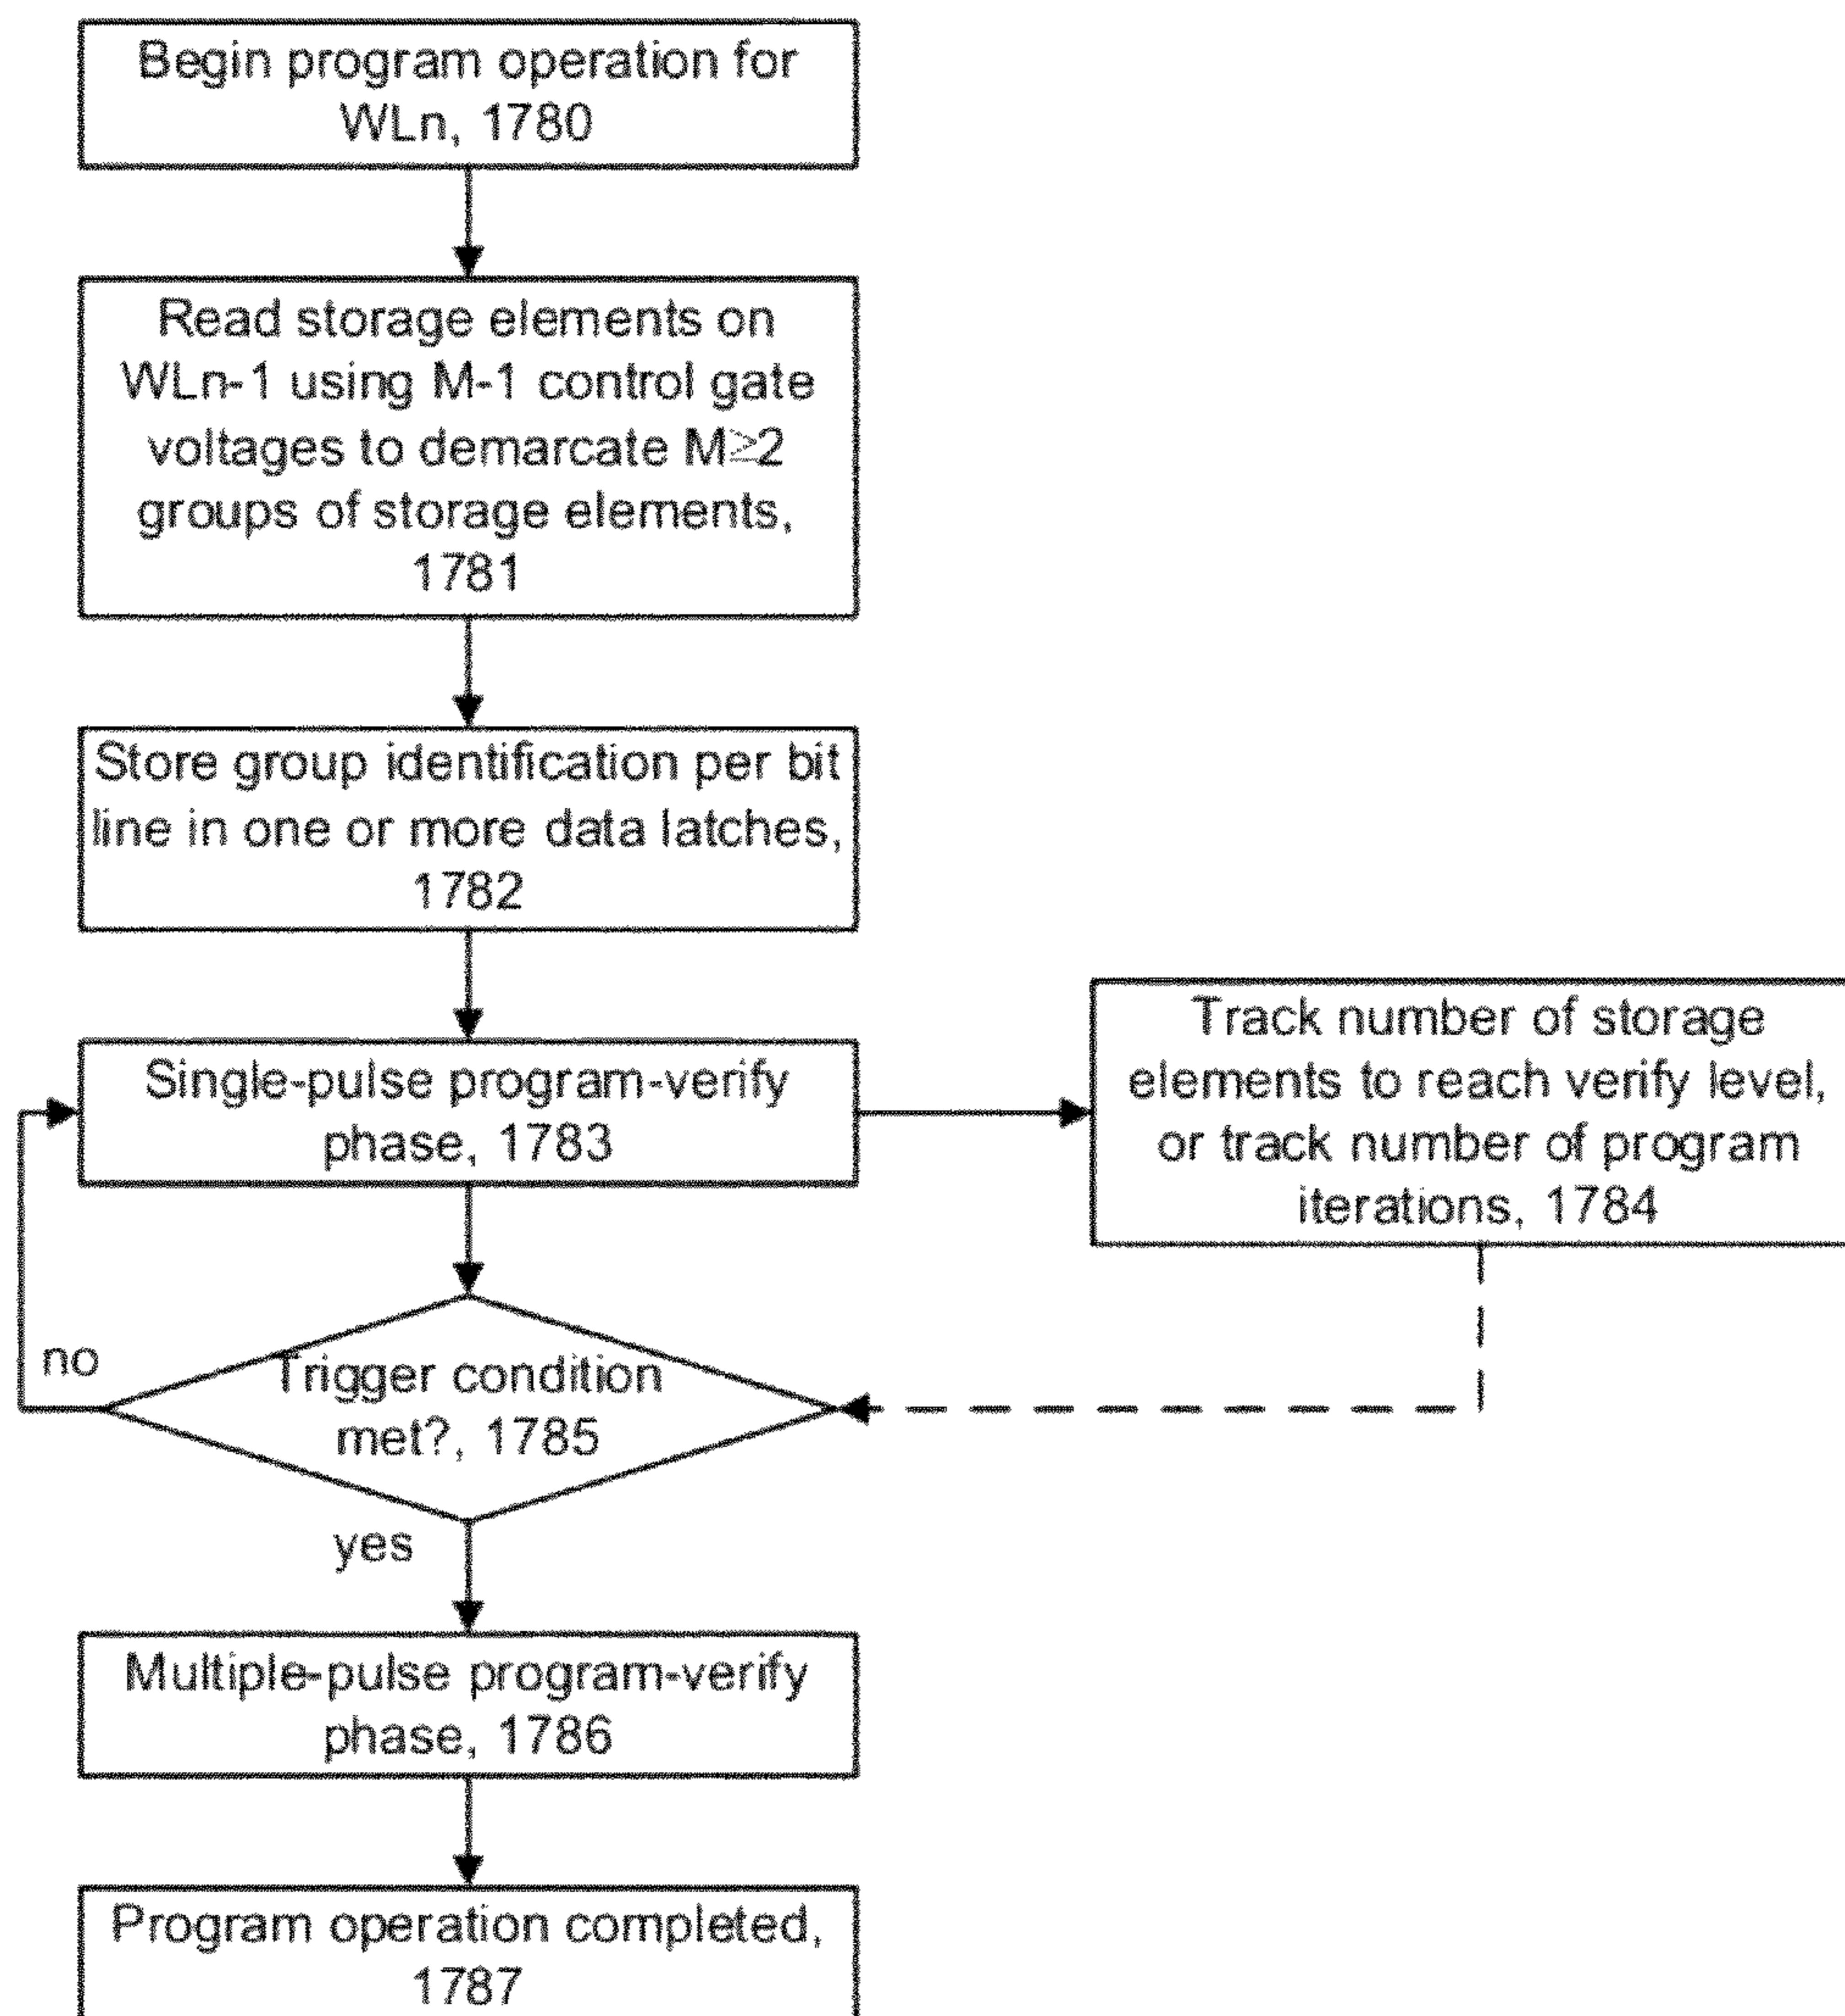 Begin program operation for
WLn, 1780
Read storage elements on
WLn-1 using M-1 control gate
voltages to demarcate M≥2
groups of storage elements,
1781
Store group identification per bit
line in one or more data latches,
1782
Single-pulse program-verify
phase, 1783
Track number of storage
elements to reach verify level,
or track number of program
iterations, 1784
no
Trigger condition
met?, 1785
yes
Multiple-pulse program-verify
phase, 1786
Program operation completed,
1787